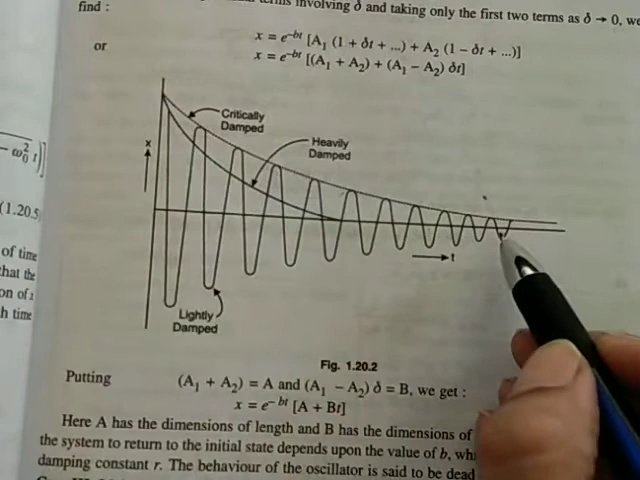 involving δ and taking only the first two terms as δ → 0, we
find :
x = e^–bt [A₁ (1 + δt + ...) + A₂ (1 – δt + ...)]
or
x = e^–bt [(A₁ + A₂) + (A₁ – A₂) δt]
Critically
Damped
Heavily
Damped
x
– ω₀² t)]
(1.20.5
t
of time
that the
on of
h time
Lightly
Damped
Fig. 1.20.2
Putting (A₁ + A₂) = A and (A₁ – A₂) δ = B, we get :
x = e^– bt [A + Bt]
Here A has the dimensions of length and B has the dimensions of
the system to return to the initial state depends upon the value of b,
damping constant r. The behaviour of the oscillator is said to be dead